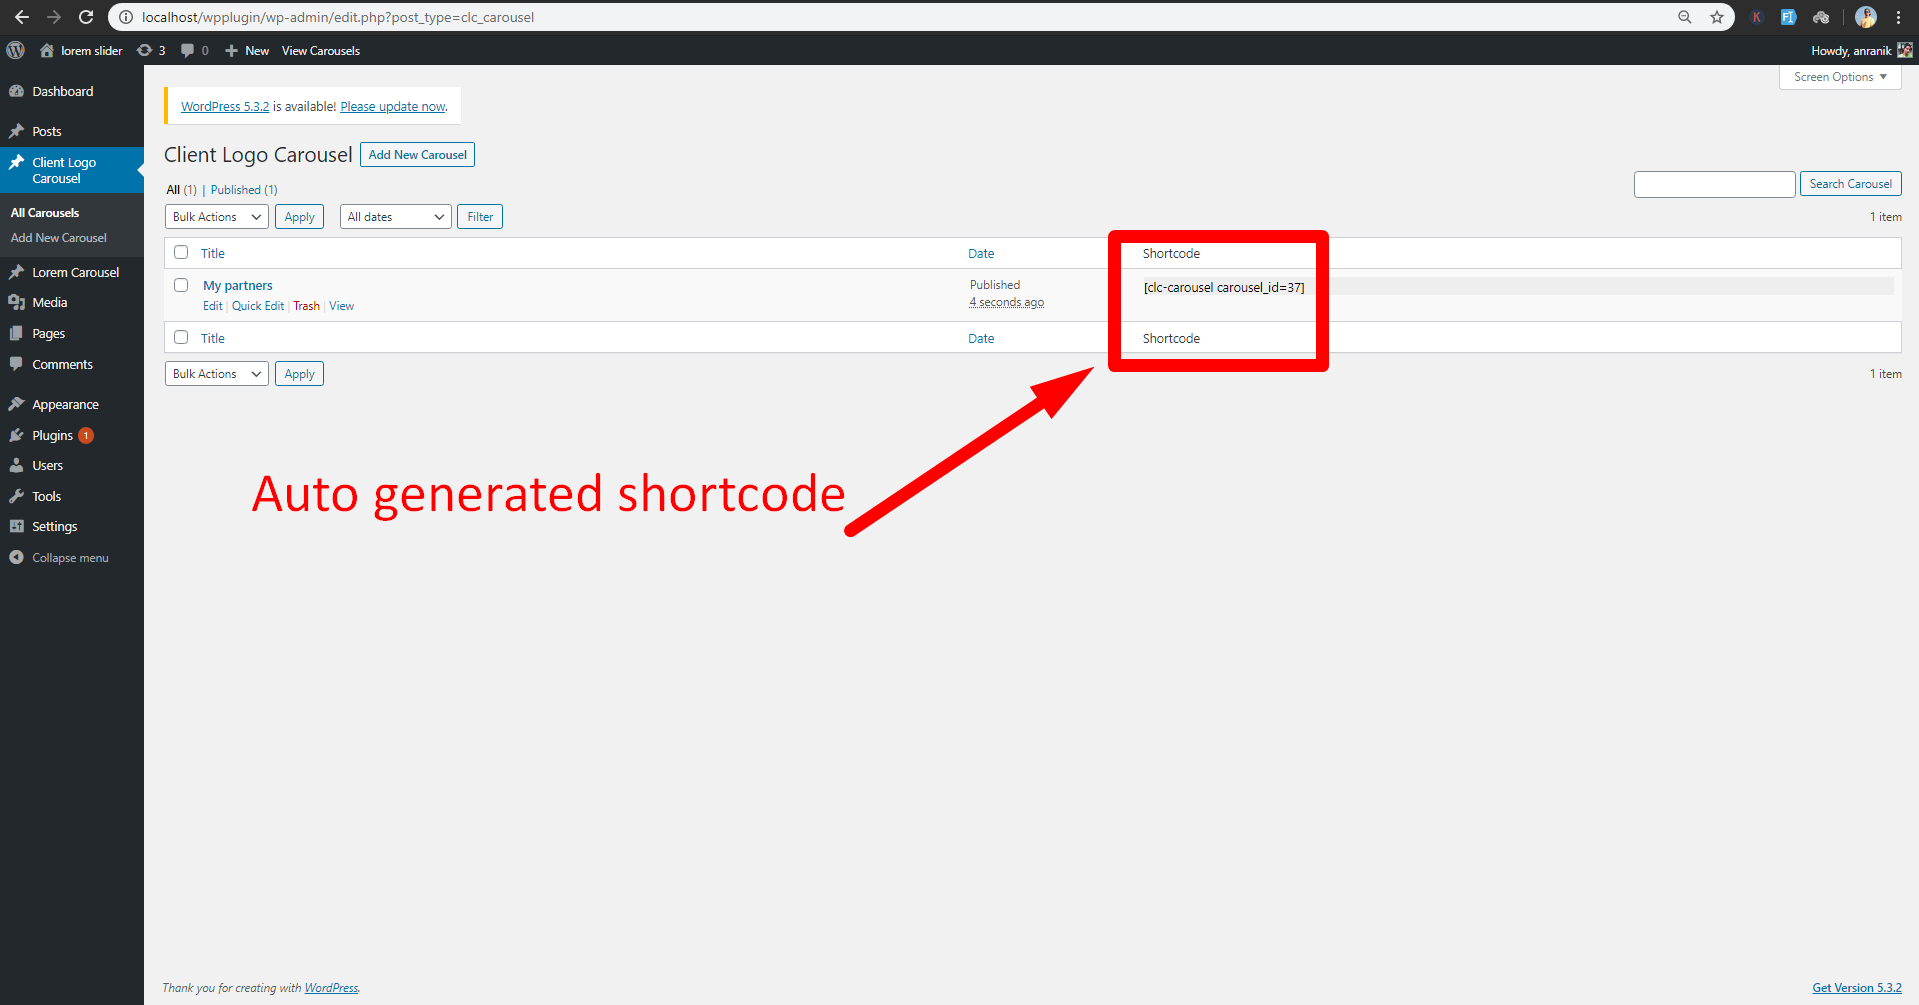 localhost/wpplugin/wp-admin/edit.php?post_type=clc_carousel
lorem slider 3 0 New View Carousels Howdy, anranik
Screen Options
Dashboard
Posts
Client Logo
Carousel
All Carousels
Add New Carousel
Lorem Carousel
Media
Pages
Comments
Appearance
Plugins 1
Users
Tools
Settings
Collapse menu
WordPress 5.3.2 is available! Please update now.
Client Logo Carousel Add New Carousel
All (1) | Published (1)
Search Carousel
Bulk Actions Apply All dates Filter 1 item
Title Date Shortcode
My partners Published [clc-carousel carousel_id=37]
Edit | Quick Edit | Trash | View 4 seconds ago
Title Date Shortcode
Bulk Actions Apply 1 item
Auto generated shortcode
Thank you for creating with WordPress. Get Version 5.3.2